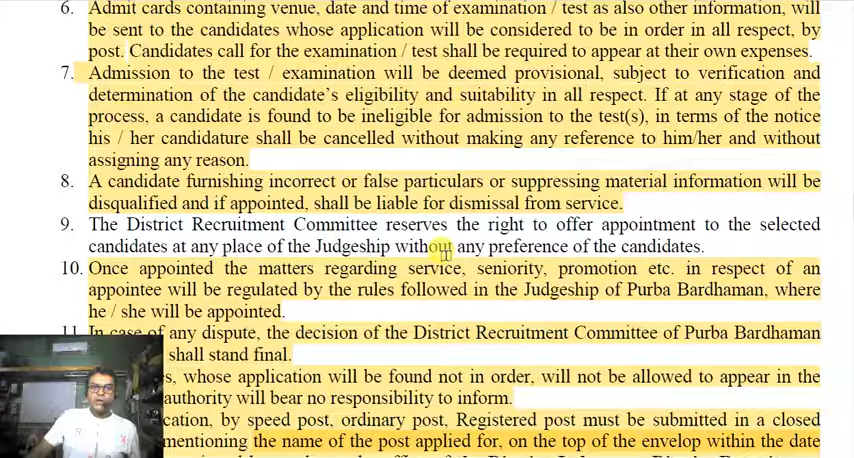 6. Admit cards containing venue, date and time of examination / test as also other information, will
be sent to the candidates whose application will be considered to be in order in all respect, by
post. Candidates call for the examination / test shall be required to appear at their own expenses.
7. Admission to the test / examination will be deemed provisional, subject to verification and
determination of the candidate's eligibility and suitability in all respect. If at any stage of the
process, a candidate is found to be ineligible for admission to the test(s), in terms of the notice
his / her candidature shall be cancelled without making any reference to him/her and without
assigning any reason.
8. A candidate furnishing incorrect or false particulars or suppressing material information will be
disqualified and if appointed, shall be liable for dismissal from service.
9. The District Recruitment Committee reserves the right to offer appointment to the selected
candidates at any place of the Judgeship without any preference of the candidates.
10. Once appointed the matters regarding service, seniority, promotion etc. in respect of an
appointee will be regulated by the rules followed in the Judgeship of Purba Bardhaman, where
he / she will be appointed.
11. In case of any dispute, the decision of the District Recruitment Committee of Purba Bardhaman
shall stand final.
s, whose application will be found not in order, will not be allowed to appear in the
authority will bear no responsibility to inform.
cation, by speed post, ordinary post, Registered post must be submitted in a closed
mentioning the name of the post applied for, on the top of the envelop within the date